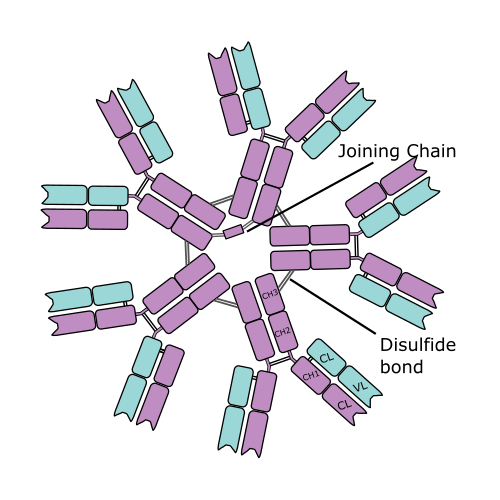 Joining Chain
CH3
Disulfide
bond
CH2
CL
CH1
VL
CL